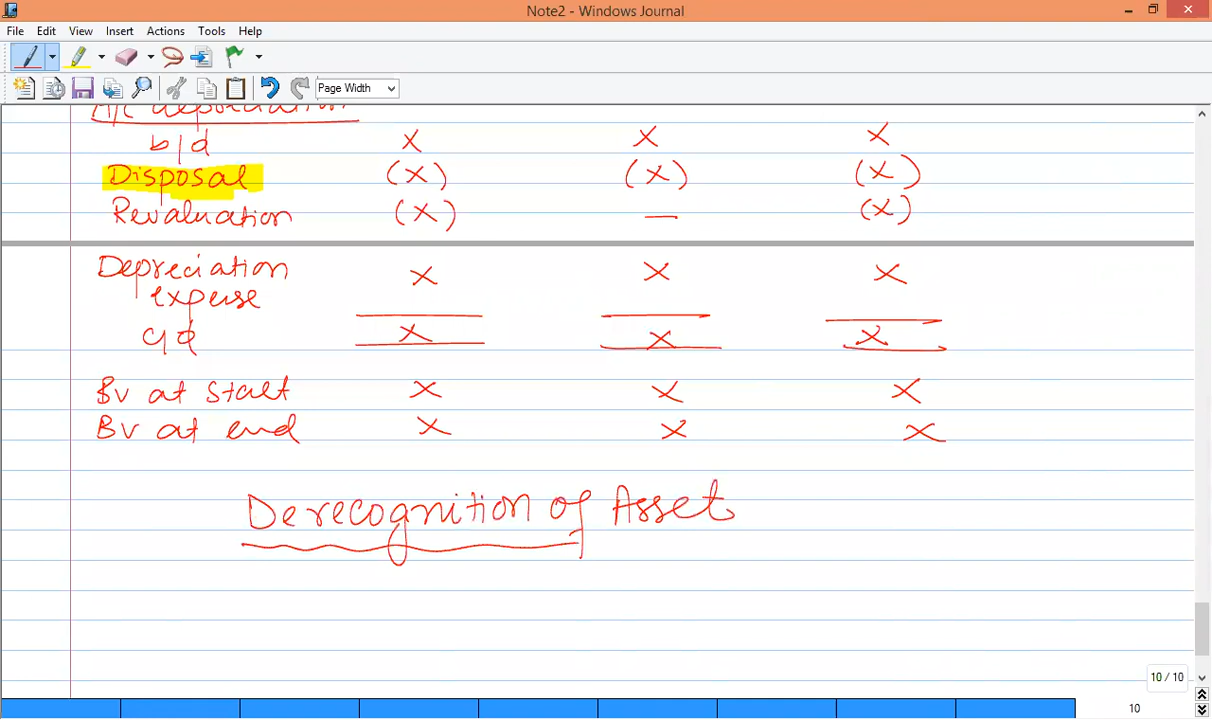 Note2 - Windows Journal
File Edit View Insert Actions Tools Help
Page Width
A/c depreciation
b/d X X X
Disposal (X) (X) (X)
Revaluation (X) — (X)
Depreciation X X X
expense
c/d X X X
BV at start X X X
BV at end X X X
Derecognition of Asset
10 / 10
10